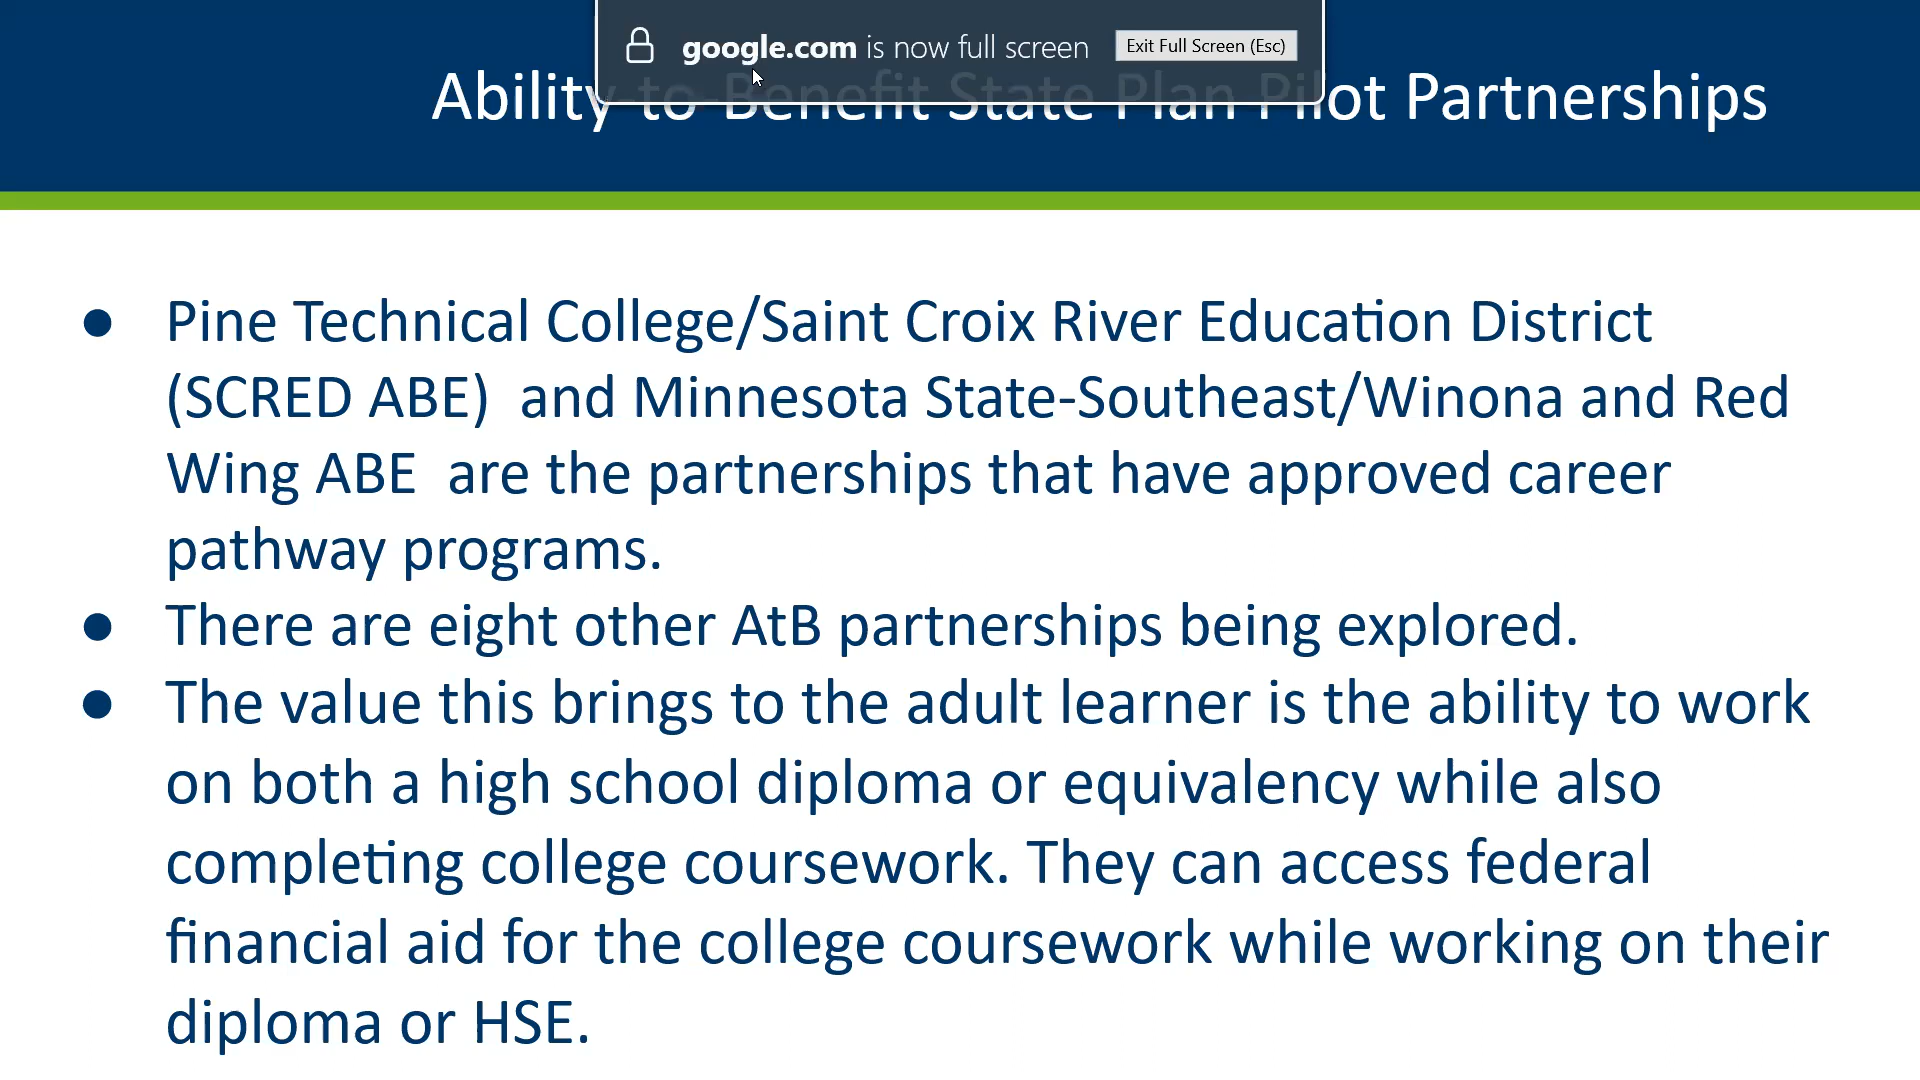 google.com is now full screen
Exit Full Screen (Esc)
Ability-to-Benefit State Plan Pilot Partnerships
● Pine Technical College/Saint Croix River Education District
(SCRED ABE) and Minnesota State-Southeast/Winona and Red
Wing ABE are the partnerships that have approved career
pathway programs.
● There are eight other AtB partnerships being explored.
● The value this brings to the adult learner is the ability to work
on both a high school diploma or equivalency while also
completing college coursework. They can access federal
financial aid for the college coursework while working on their
diploma or HSE.